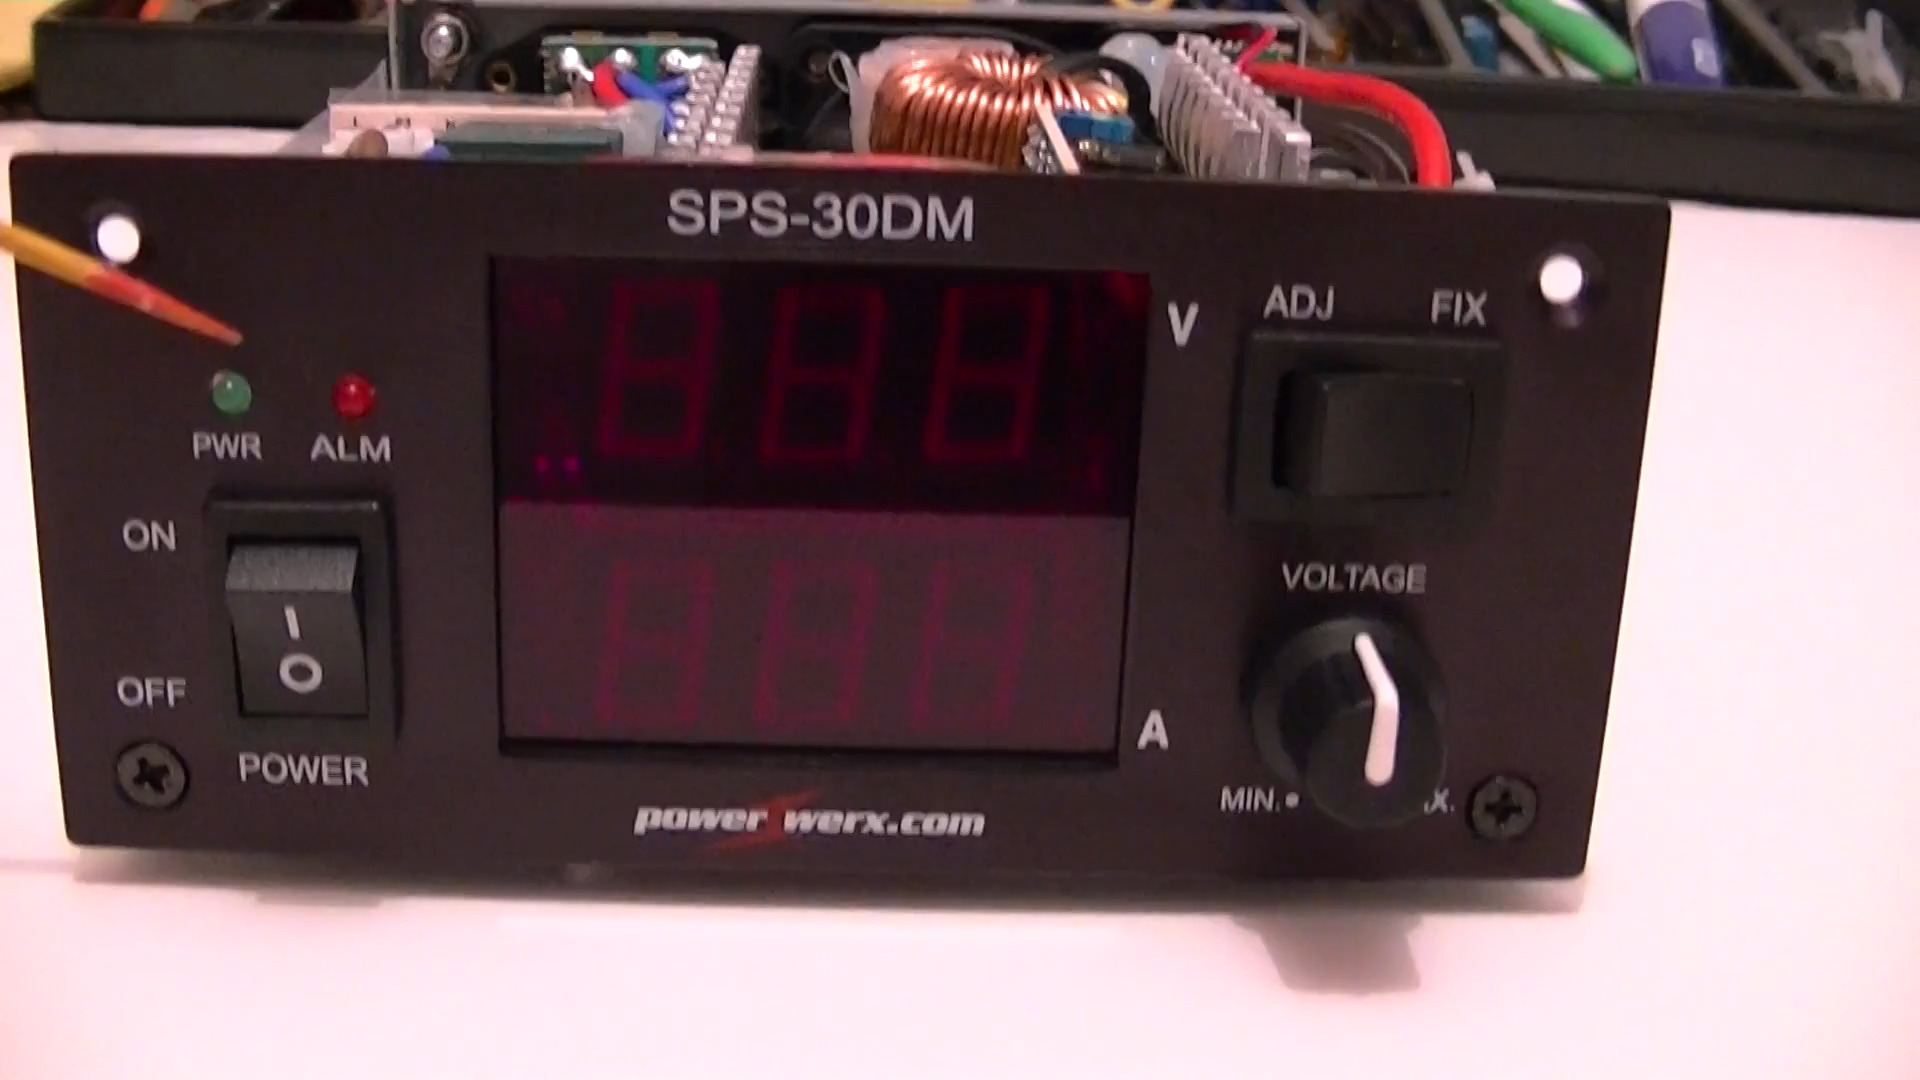 SPS-30DM
V
ADJ FIX
PWR ALM
ON
I
O
OFF
POWER
VOLTAGE
A
MIN.
powerwerx.com